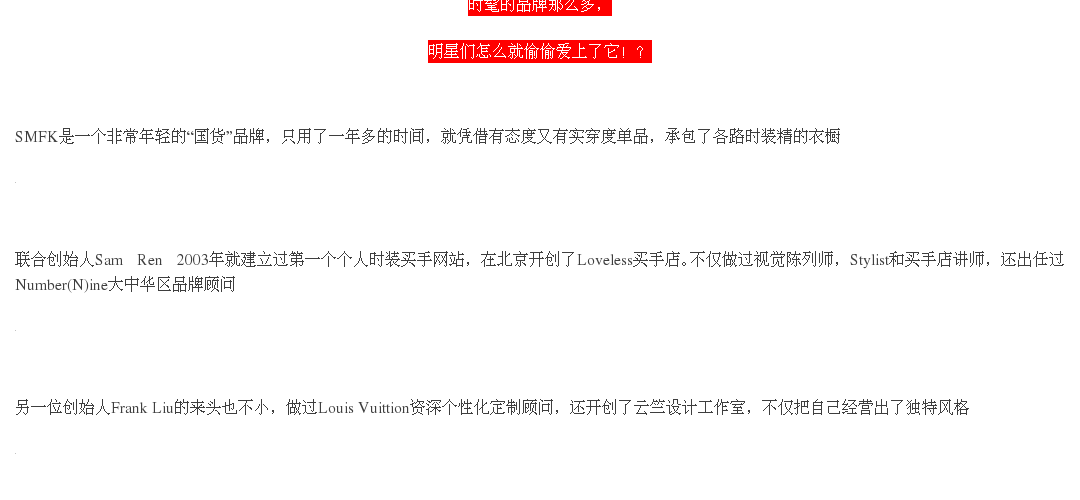 时髦的品牌那么多，
明星们怎么就偷偷爱上了它！？
SMFK是一个非常年轻的“国货”品牌，只用了一年多的时间，就凭借有态度又有实穿度单品，承包了各路时装精的衣橱
联合创始人Sam Ren 2003年就建立过第一个个人时装买手网站，在北京开创了Loveless买手店。不仅做过视觉陈列师，Stylist和买手店讲师，还出任过
Number(N)ine大中华区品牌顾问
另一位创始人Frank Liu的来头也不小，做过Louis Vuittion资深个性化定制顾问，还开创了云竺设计工作室，不仅把自己经营出了独特风格